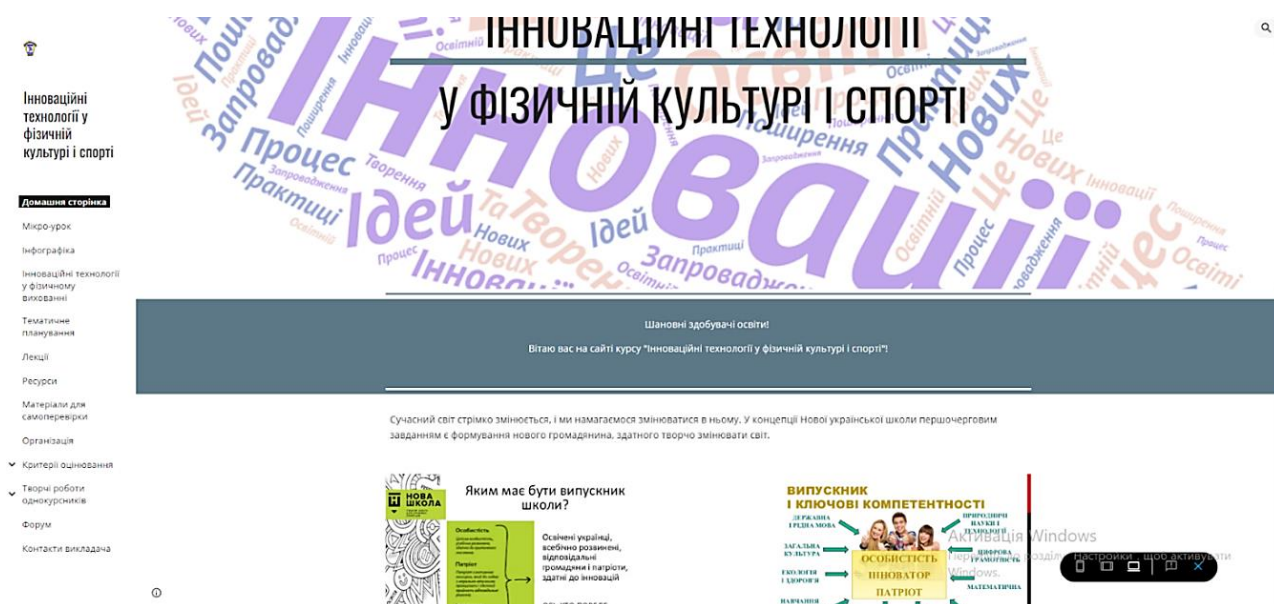 ІННОВАЦІЙНІ ТЕХНОЛОГІЇ
У ФІЗИЧНІЙ КУЛЬТУРІ І СПОРТІ
Інноваційні
технології у
фізичній
культурі і спорті
Домашня сторінка
Мікро-урок
Інфографіка
Інноваційні технології
у фізичному
вихованні
Тематичне
планування
Лекції
Ресурси
Матеріали для
самоперевірки
Організація
Критерії оцінювання
Творчі роботи
однокурсників
Форум
Контакти викладача
Інновації
Запровадження
Процес
Практиці
Ідей
Творення
Нових
Та
Це
Освітній
Поширення
Шановні здобувачі освіти!
Вітаю вас на сайті курсу "Інноваційні технології у фізичній культурі і спорті"!
Сучасний світ стрімко змінюється, і ми намагаємося змінюватися в ньому. У концепції Нової української школи першочерговим
завданням є формування нового громадянина, здатного творчо змінювати світ.
НОВА
ШКОЛА
Яким має бути випускник
школи?
Особистість
Патріот
Освічені українці,
всебічно розвинені,
відповідальні
громадяни і патріоти,
здатні до інновацій
ВИПУСКНИК
І КЛЮЧОВІ КОМПЕТЕНТНОСТІ
ДЕРЖАВНА
І РІДНА МОВА
ЗАГАЛЬНА
КУЛЬТУРА
ЕКОЛОГІЯ
І ЗДОРОВ'Я
НАВЧАННЯ
ПРИРОДНИЧІ
НАУКИ І
ТЕХНОЛОГІЇ
ЦИФРОВА
ГРАМОТНІСТЬ
МАТЕМАТИЧНА
ОСОБИСТІСТЬ
ІННОВАТОР
ПАТРІОТ
Активація Windows
Windows.